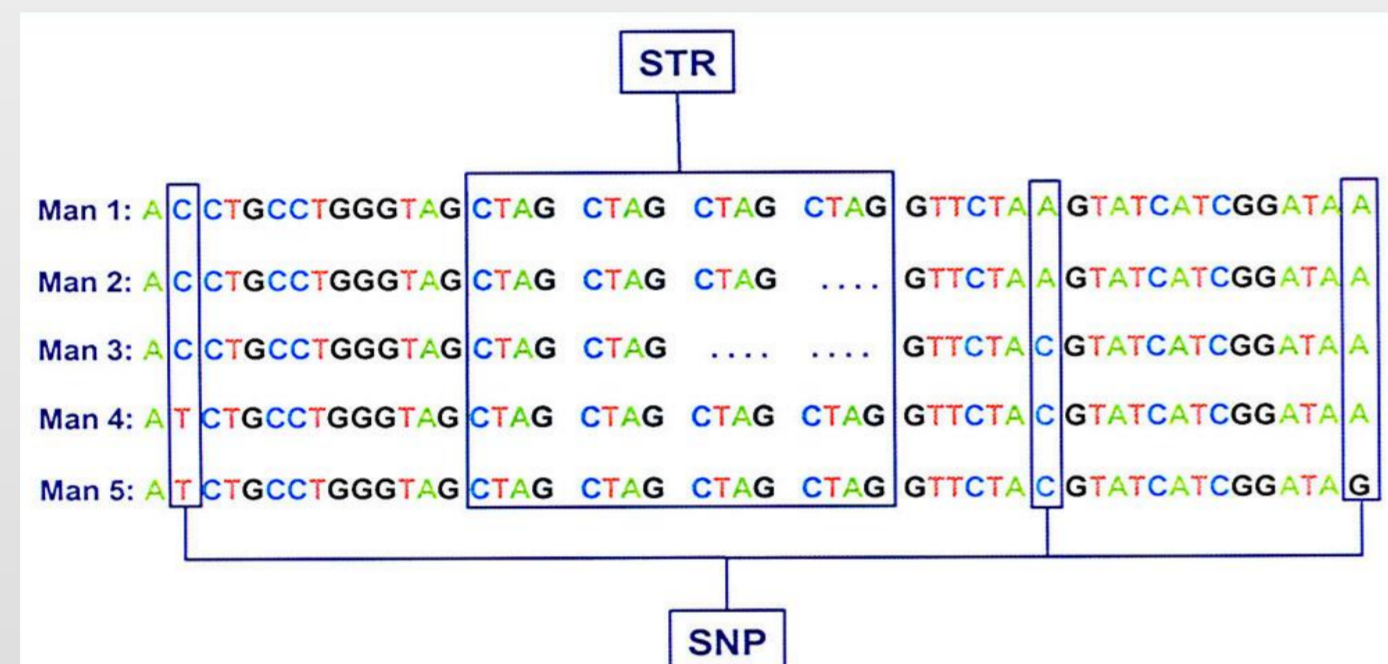 STR
Man 1: A C CTGCCTGGGTAG CTAG CTAG CTAG CTAG GTTCTA A GTATCATCGGATA A
Man 2: A C CTGCCTGGGTAG CTAG CTAG CTAG .... GTTCTA A GTATCATCGGATA A
Man 3: A C CTGCCTGGGTAG CTAG CTAG .... .... GTTCTA C GTATCATCGGATA A
Man 4: A T CTGCCTGGGTAG CTAG CTAG CTAG CTAG GTTCTA C GTATCATCGGATA A
Man 5: A T CTGCCTGGGTAG CTAG CTAG CTAG CTAG GTTCTA C GTATCATCGGATA G
SNP